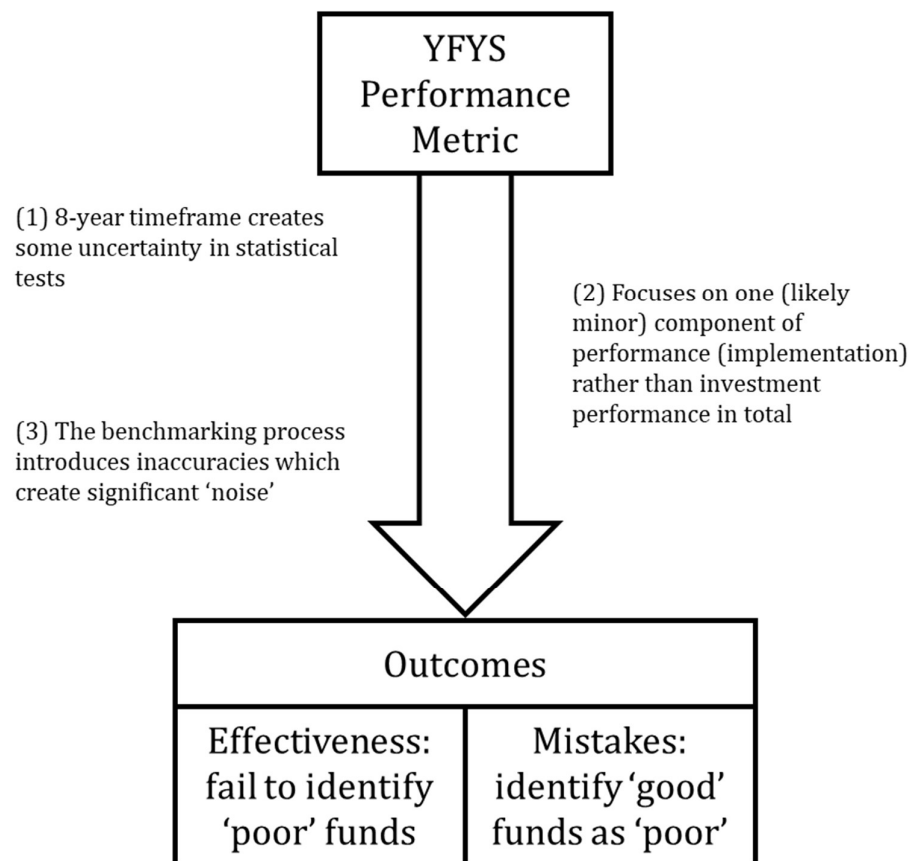 YFYS
Performance
Metric
(1) 8-year timeframe creates
some uncertainty in statistical
tests
(2) Focuses on one (likely
minor) component of
performance (implementation)
rather than investment
performance in total
(3) The benchmarking process
introduces inaccuracies which
create significant ‘noise’
Outcomes
Effectiveness:
fail to identify
‘poor’ funds
Mistakes:
identify ‘good’
funds as ‘poor’